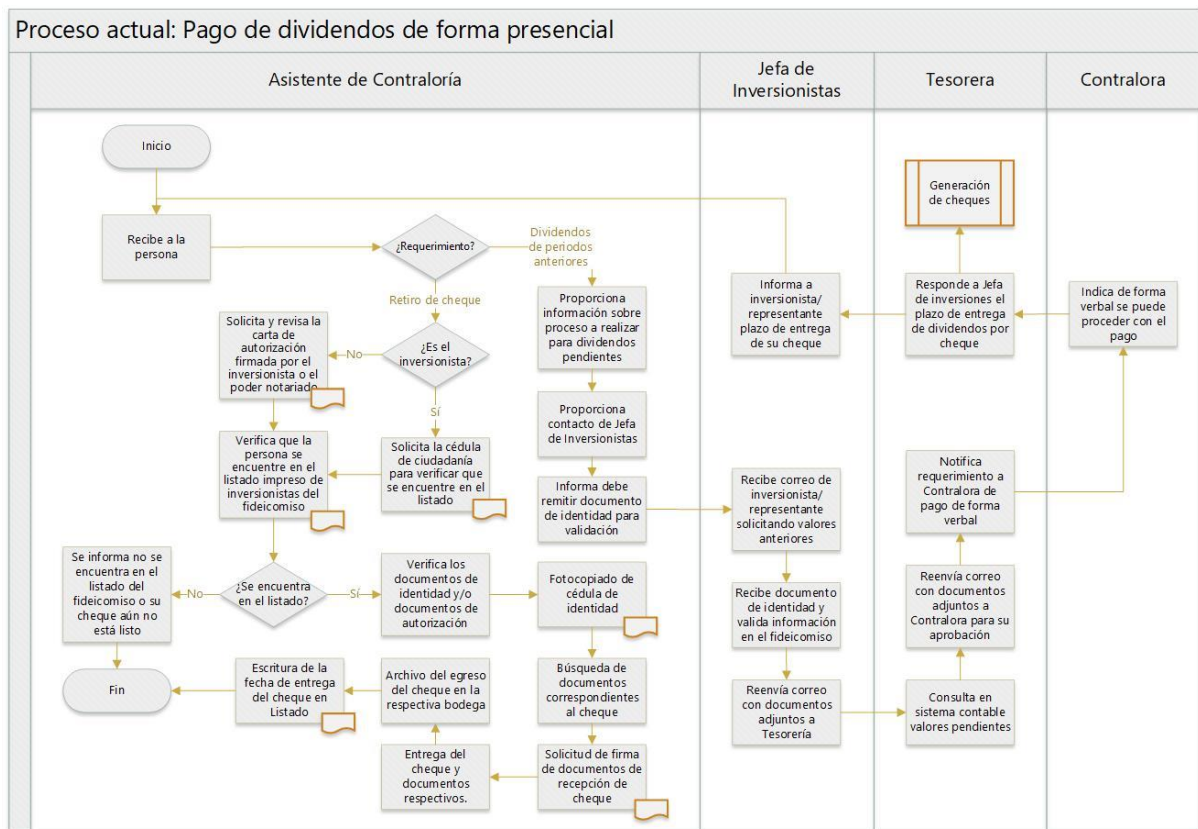 Proceso actual: Pago de dividendos de forma presencial
Asistente de Contraloría
Jefa de
Inversionistas
Tesorera
Contralora
Inicio
Recibe a la
persona
¿Requerimiento?
Dividendos
de periodos
anteriores
Retiro de cheque
Solicita y revisa la
carta de
autorización
firmada por el
inversionista o el
poder notariado
No
¿Es el
inversionista?
Sí
Verifica que la
persona se
encuentre en el
listado impreso de
inversionistas del
fideicomiso
Solicita la cédula
de ciudadanía
para verificar que
se encuentre en el
listado
Proporciona
información sobre
proceso a realizar
para dividendos
pendientes
Proporciona
contacto de Jefa
de Inversionistas
Informa debe
remitir documento
de identidad para
validación
Se informa no se
encuentra en el
listado del
fideicomiso o su
cheque aún no
está listo
No
¿Se encuentra
en el listado?
Sí
Verifica los
documentos de
identidad y/o
documentos de
autorización
Fotocopiado de
cédula de
identidad
Búsqueda de
documentos
correspondientes
al cheque
Solicitud de firma
de documentos de
recepción de
cheque
Entrega del
cheque y
documentos
respectivos.
Archivo del egreso
del cheque en la
respectiva bodega
Escritura de la
fecha de entrega
del cheque en
Listado
Fin
Informa a
inversionista/
representante
plazo de entrega
de su cheque
Recibe correo de
inversionista/
representante
solicitando valores
anteriores
Recibe documento
de identidad y
valida información
en el fideicomiso
Reenvía correo
con documentos
adjuntos a
Tesorería
Generación
de cheques
Responde a Jefa
de inversiones el
plazo de entrega
de dividendos por
cheque
Notifica
requerimiento a
Contralora de
pago de forma
verbal
Reenvía correo
con documentos
adjuntos a
Contralora para su
aprobación
Consulta en
sistema contable
valores pendientes
Indica de forma
verbal se puede
proceder con el
pago